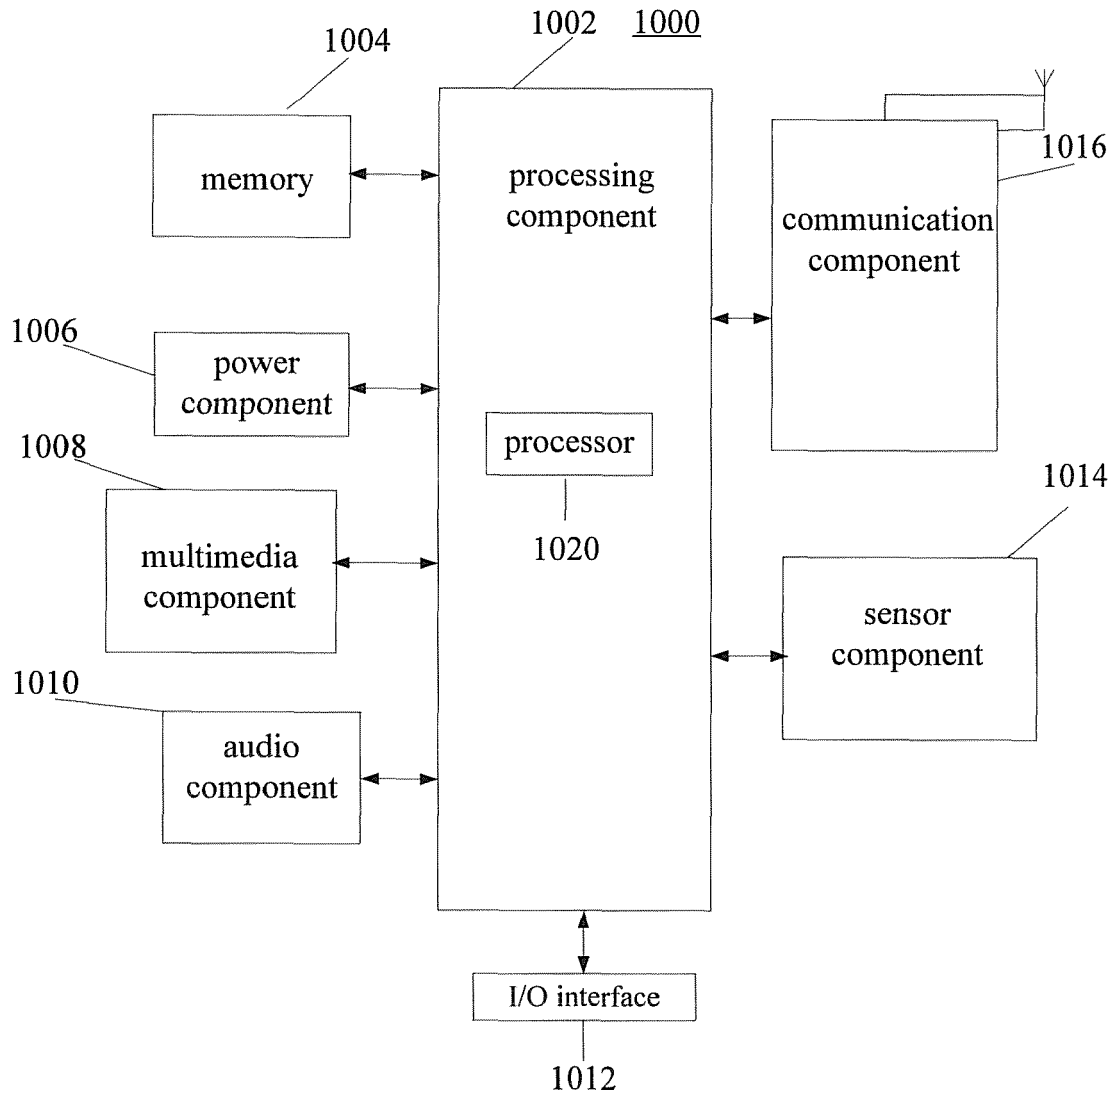 1002
1000
1004
1016
memory
processing
component
communication
component
1006
power
component
processor
1008
1014
1020
multimedia
component
sensor
component
1010
audio
component
I/O interface
1012